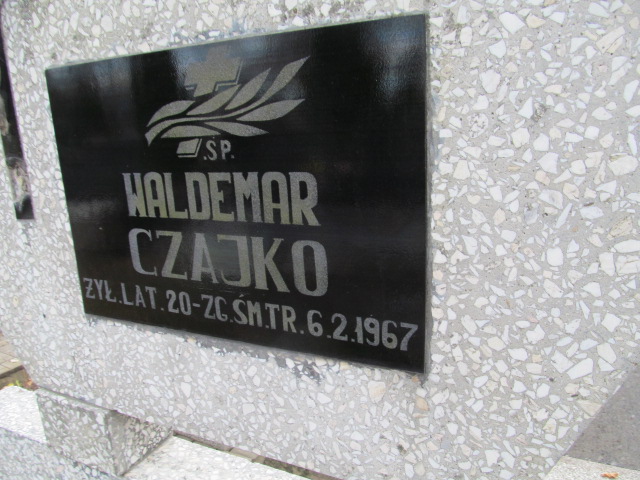 .ŚP.
WALDEMAR
CZAJKO
ŻYŁ.LAT.20-ZG.ŚM.TR.6.2.1967